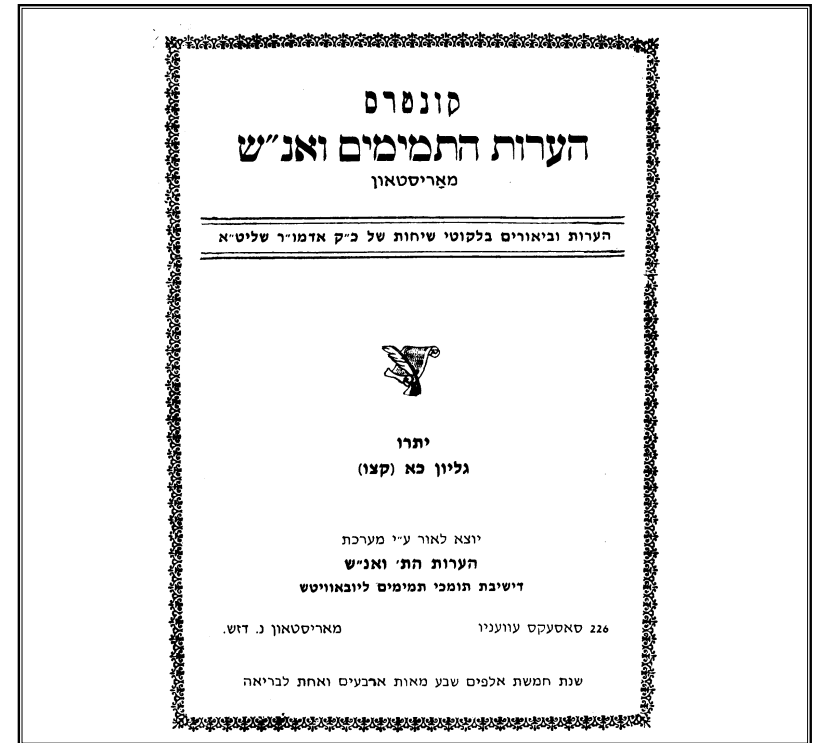 קונטרס
הערות התמימים ואנ״ש
מאָריסטאון
הערות וביאורים בלקוטי שיחות של כ״ק אדמו״ר שליט״א
יתרו
גליון כא (קצו)
יוצא לאור ע״י מערכת
הערות הת׳ ואנ״ש
דישיבת תומכי תמימים ליובאוויטש
226 סאסעקס עוועניו מאריסטאון נ. דזש.
שנת חמשת אלפים שבע מאות ארבעים ואחת לבריאה